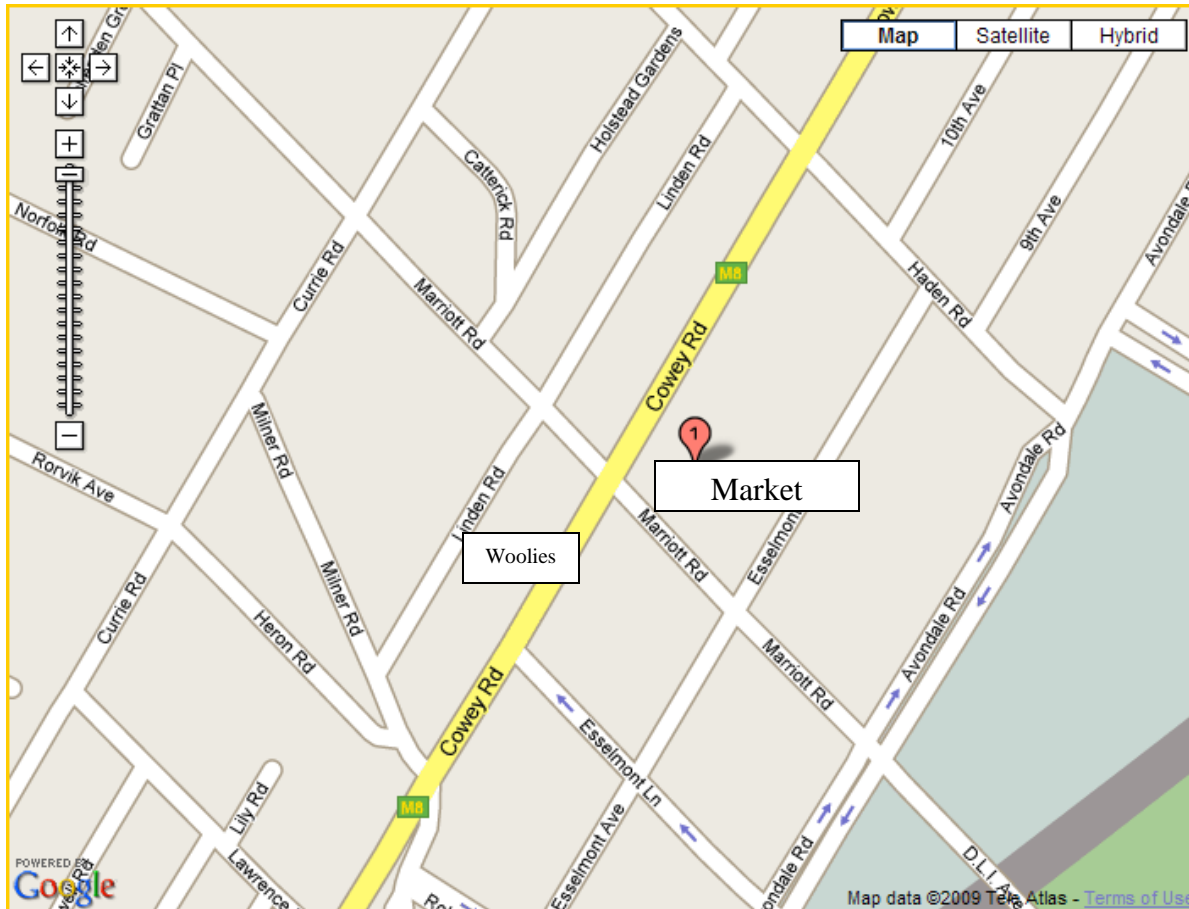 Map
Satellite
Hybrid
Grattan Pl
Holstead Gardens
10th Ave
Catterick Rd
Linden Rd
Norfolk Rd
Currie Rd
Marriott Rd
9th Ave
Avondale
Haden Rd
M8
Cowey Rd
1
Market
Milner Rd
Rorvik Ave
Linden Rd
Avondale Rd
Woolies
Marriott Rd
Esselmont
Milner Rd
Currie Rd
Heron Rd
Avondale Rd
Marriott Rd
Cowey Rd
Esselmont Ln
M8
Lily Rd
Esselmont Ave
Lawrence
Avondale Rd
D.L.I. Ave
POWERED BY
Google
Map data ©2009 Tele Atlas - Terms of Use